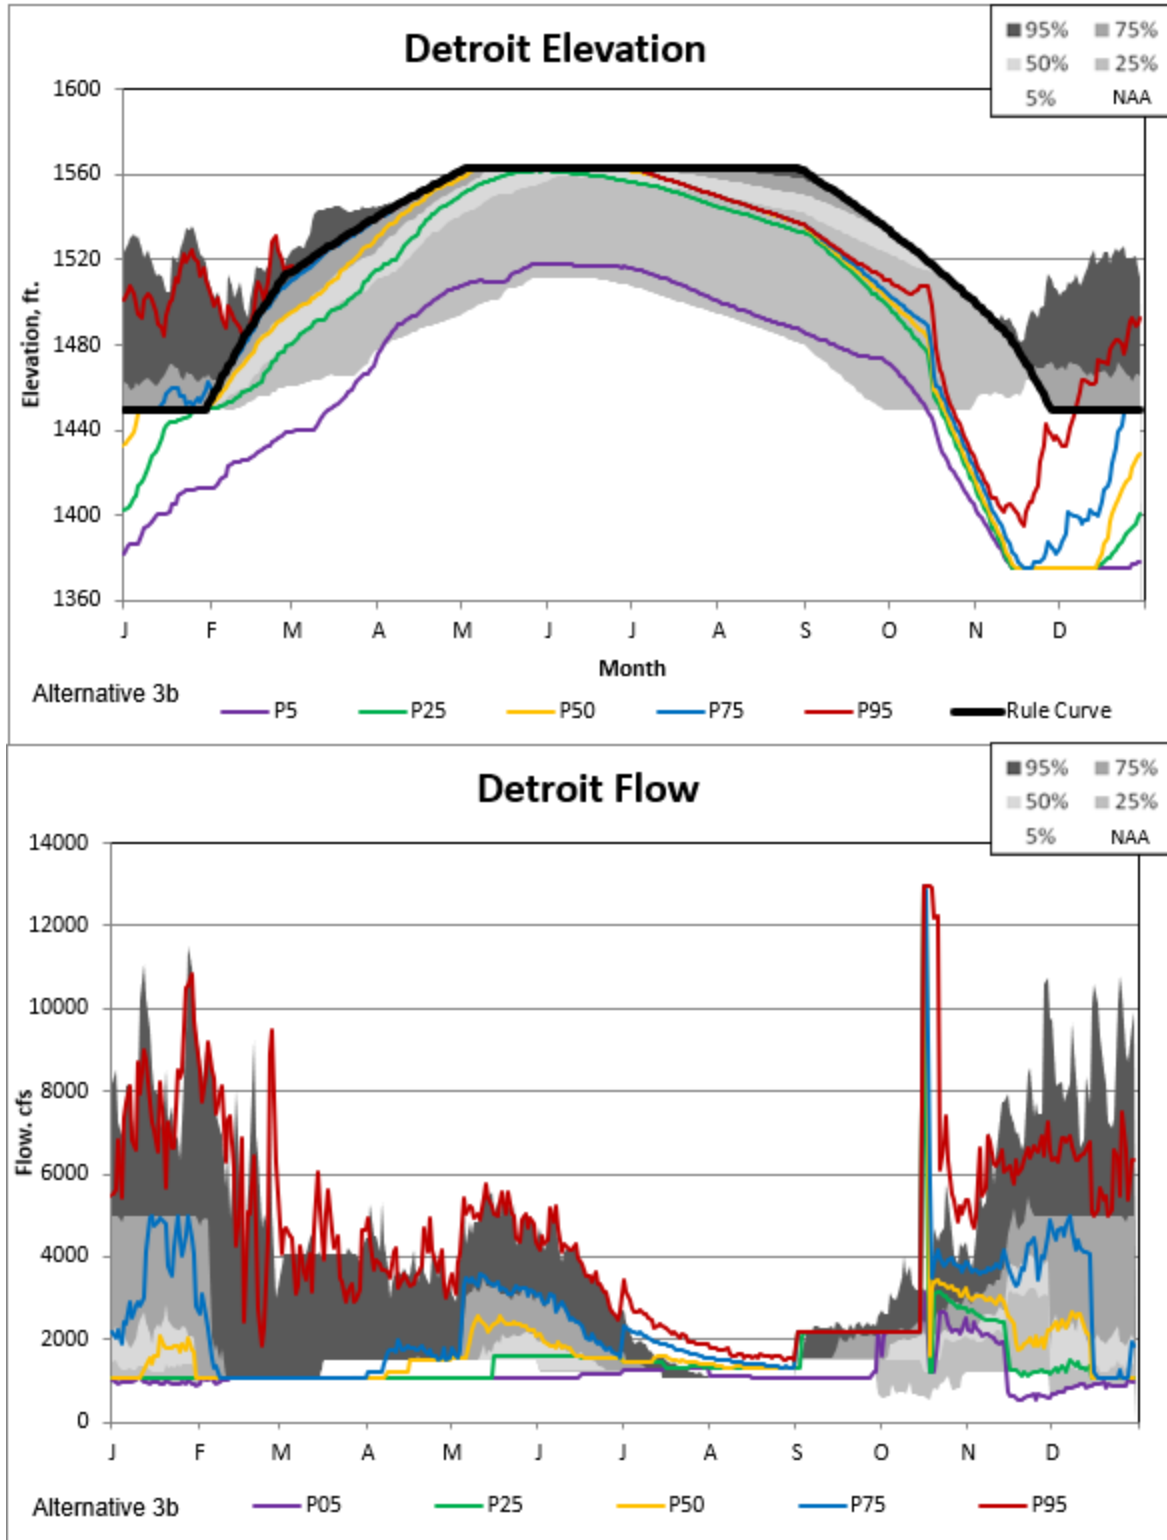 Detroit Elevation
95% 75%
50% 25%
5% NAA
1600
1560
1520
1480
1440
1400
1360
Elevation, ft.
J F M A M J J A S O N D
Month
Alternative 3b
P5 P25 P50 P75 P95 Rule Curve
Detroit Flow
95% 75%
50% 25%
5% NAA
14000
12000
10000
8000
6000
4000
2000
0
Flow. cfs
J F M A M J J A S O N D
Alternative 3b
P05 P25 P50 P75 P95